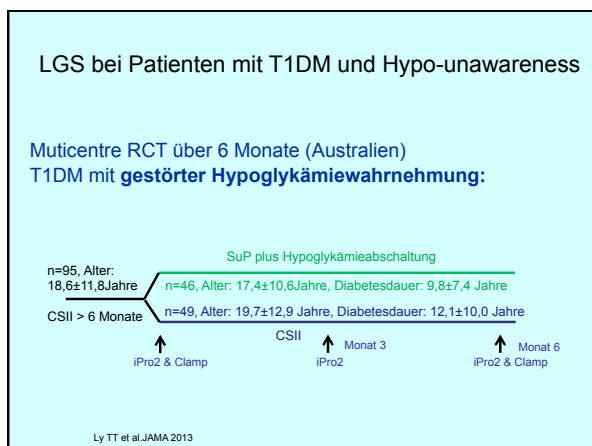 LGS bei Patienten mit T1DM und Hypo-unawareness
Muticentre RCT über 6 Monate (Australien)
T1DM mit gestörter Hypoglykämiewahrnehmung:
SuP plus Hypoglykämieabschaltung
n=95, Alter:
18,6±11,8Jahre
n=46, Alter: 17,4±10,6Jahre, Diabetesdauer: 9,8±7,4 Jahre
CSII > 6 Monate
n=49, Alter: 19,7±12,9 Jahre, Diabetesdauer: 12,1±10,0 Jahre
CSII
Monat 3
Monat 6
iPro2 & Clamp
iPro2
iPro2 & Clamp
Ly TT et al.JAMA 2013